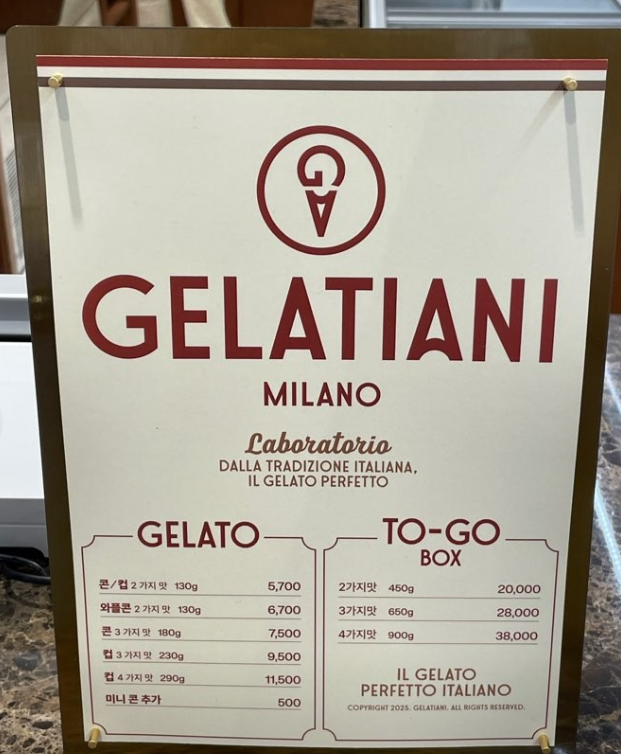 GA
GELATIANI
MILANO
Laboratorio
DALLA TRADIZIONE ITALIANA,
IL GELATO PERFETTO
GELATO
콘/컵 2 가지 맛 130g 5,700
와플콘 2 가지 맛 130g 6,700
콘 3 가지 맛 180g 7,500
컵 3 가지 맛 230g 9,500
컵 4 가지 맛 290g 11,500
미니 콘 추가 500
TO-GO
BOX
2가지맛 450g 20,000
3가지맛 650g 28,000
4가지맛 900g 38,000
IL GELATO
PERFETTO ITALIANO
COPYRIGHT 2025. GELATIANI. ALL RIGHTS RESERVED.